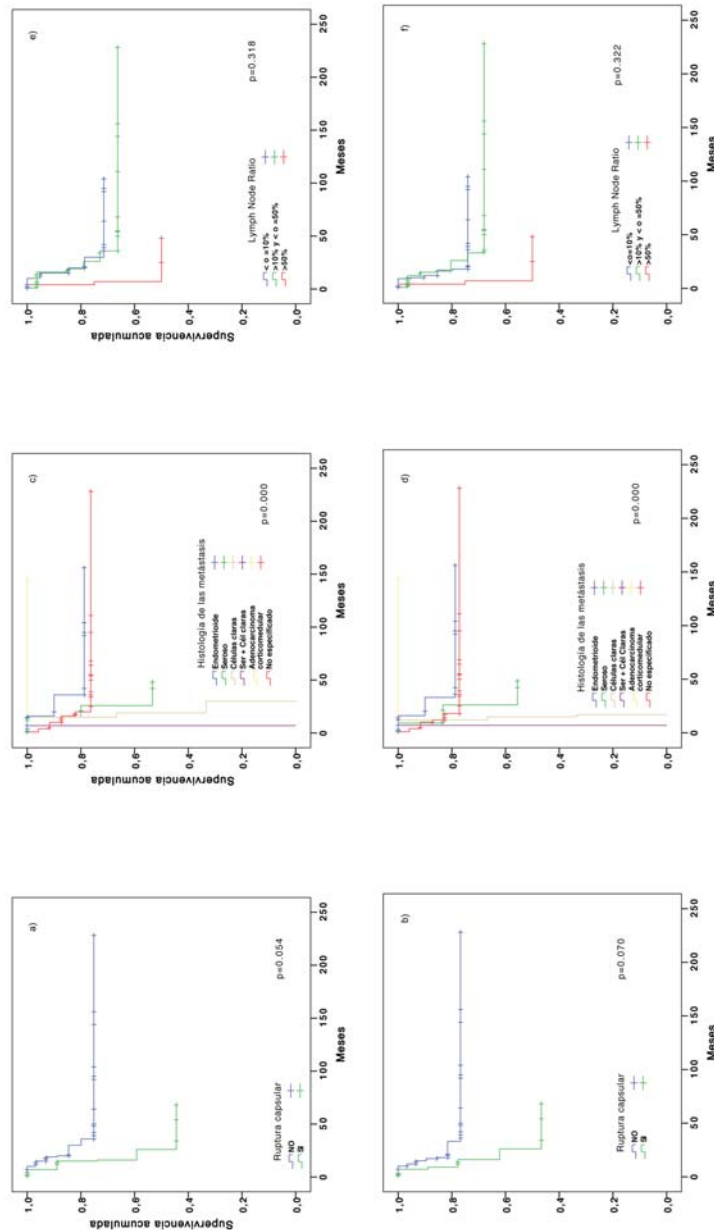 a)
1,0
0,8
0,6
0,4
0,2
0,0
Ruptura capsular
NO
SI
p=0.054
0 50 100 150 200 250
Meses
c)
Supervivencia acumulada
1,0
0,8
0,6
0,4
0,2
0,0
Histología de las metástasis
Endometrioide
Seroso
Células claras
Ser + Cél claras
Adenocarcinoma
corticomedular
No especificado
p=0.000
0 50 100 150 200 250
Meses
e)
Supervivencia acumulada
1,0
0,8
0,6
0,4
0,2
0,0
Lymph Node Ratio
< o =10%
>10% y < o =50%
>50%
p=0.318
0 50 100 150 200 250
Meses
b)
1,0
0,8
0,6
0,4
0,2
0,0
Ruptura capsular
NO
SI
p=0.070
0 50 100 150 200 250
Meses
d)
1,0
0,8
0,6
0,4
0,2
0,0
Histología de las metástasis
Endometrioide
Seroso
Células claras
Ser + Cél Claras
Adenocarcinoma
corticomedular
No especificado
p=0.000
0 50 100 150 200 250
Meses
f)
1,0
0,8
0,6
0,4
0,2
0,0
Lymph Node Ratio
<o=10%
>10% y < o =50%
>50%
p=0.322
0 50 100 150 200 250
Meses